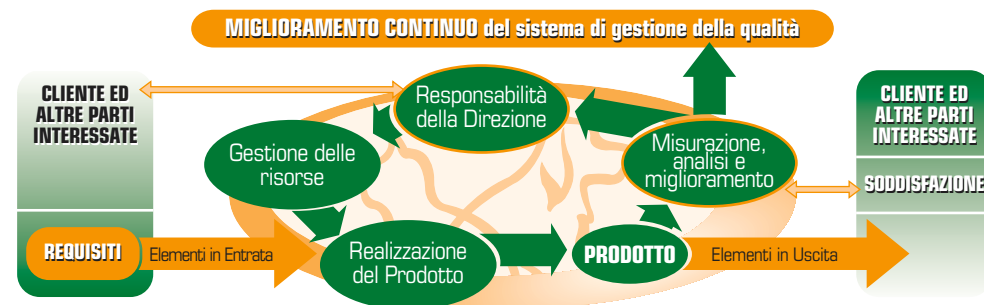 MIGLIORAMENTO CONTINUO del sistema di gestione della qualità
CLIENTE ED
ALTRE PARTI
INTERESSATE
Responsabilità
della Direzione
CLIENTE ED
ALTRE PARTI
INTERESSATE
Gestione delle
risorse
Misurazione,
analisi e
miglioramento
SODDISFAZIONE
REQUISITI
Elementi in Entrata
Realizzazione
del Prodotto
PRODOTTO
Elementi in Uscita